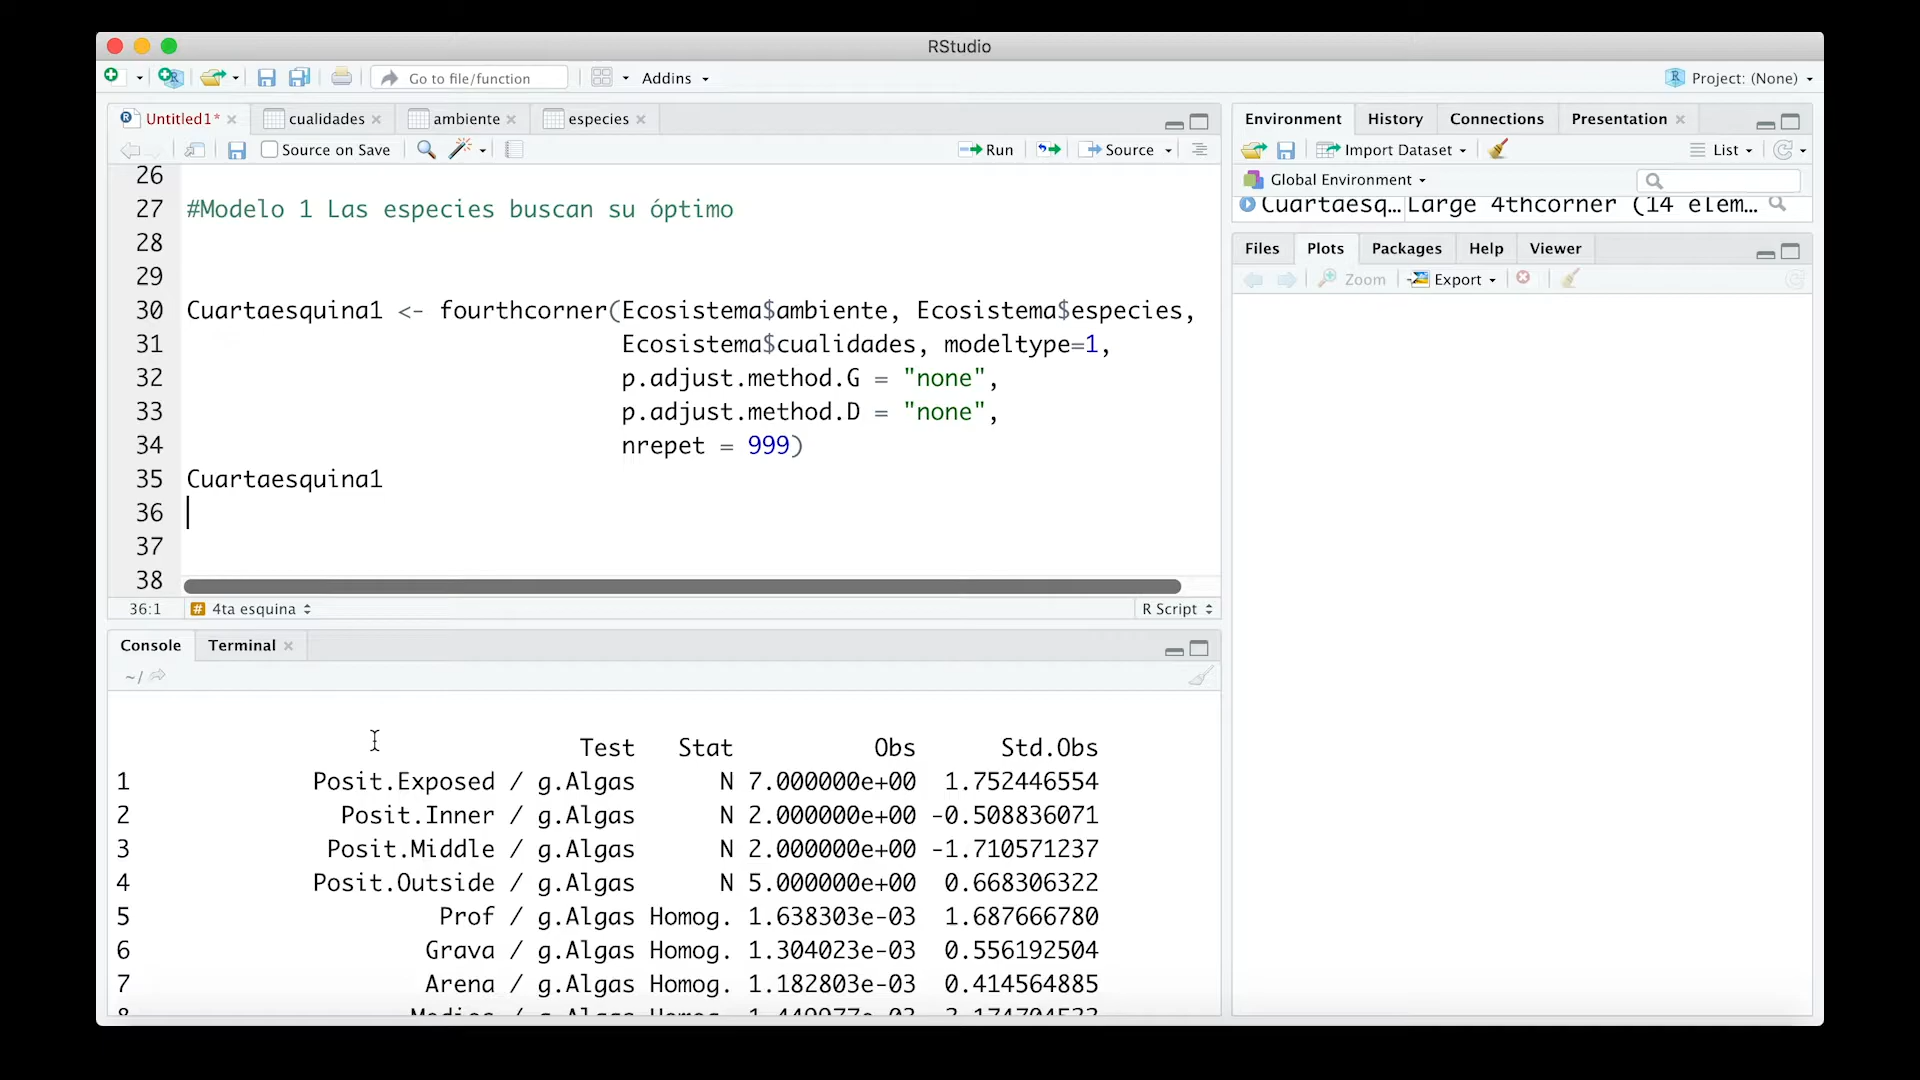 RStudio
Go to file/function
Addins
Project: (None)
Untitled1*
cualidades
ambiente
especies
Source on Save
Run
Source
26
27 #Modelo 1 Las especies buscan su óptimo
28
29
30 Cuartaesquina1 <- fourthcorner(Ecosistema$ambiente, Ecosistema$especies,
31 Ecosistema$cualidades, modeltype=1,
32 p.adjust.method.G = "none",
33 p.adjust.method.D = "none",
34 nrepet = 999)
35 Cuartaesquina1
36
37
38
36:1 # 4ta esquina R Script
Console Terminal
~/
Test Stat Obs Std.Obs
1 Posit.Exposed / g.Algas N 7.000000e+00 1.752446554
2 Posit.Inner / g.Algas N 2.000000e+00 -0.508836071
3 Posit.Middle / g.Algas N 2.000000e+00 -1.710571237
4 Posit.Outside / g.Algas N 5.000000e+00 0.668306322
5 Prof / g.Algas Homog. 1.638303e-03 1.687666780
6 Grava / g.Algas Homog. 1.304023e-03 0.556192504
7 Arena / g.Algas Homog. 1.182803e-03 0.414564885
Environment History Connections Presentation
Import Dataset List
Global Environment
Cuartaesq... Large 4thcorner (14 elem...
Files Plots Packages Help Viewer
Zoom Export